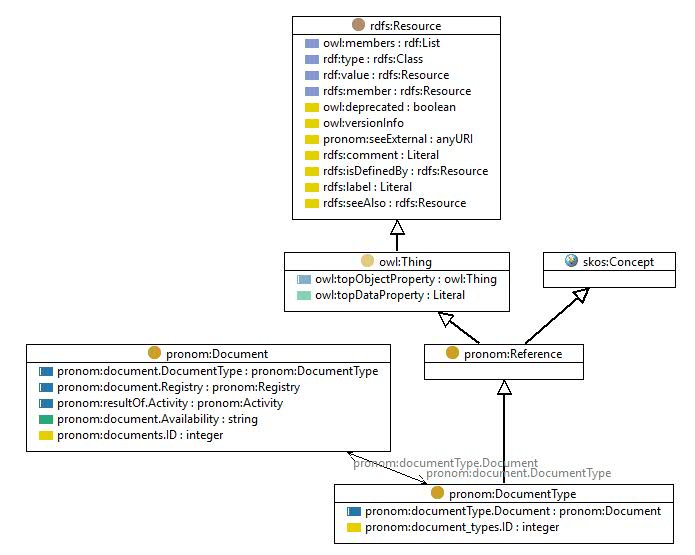 rdfs:Resource
owl:members : rdf:List
rdf:type : rdfs:Class
rdf:value : rdfs:Resource
rdfs:member : rdfs:Resource
owl:deprecated : boolean
owl:versionInfo
pronom:seeExternal : anyURI
rdfs:comment : Literal
rdfs:isDefinedBy : rdfs:Resource
rdfs:label : Literal
rdfs:seeAlso : rdfs:Resource
owl:Thing
owl:topObjectProperty : owl:Thing
owl:topDataProperty : Literal
skos:Concept
pronom:Document
pronom:document.DocumentType : pronom:DocumentType
pronom:document.Registry : pronom:Registry
pronom:resultOf.Activity : pronom:Activity
pronom:document.Availability : string
pronom:documents.ID : integer
pronom:Reference
pronom:documentType.Document
pronom:document.DocumentType
pronom:DocumentType
pronom:documentType.Document : pronom:Document
pronom:document_types.ID : integer